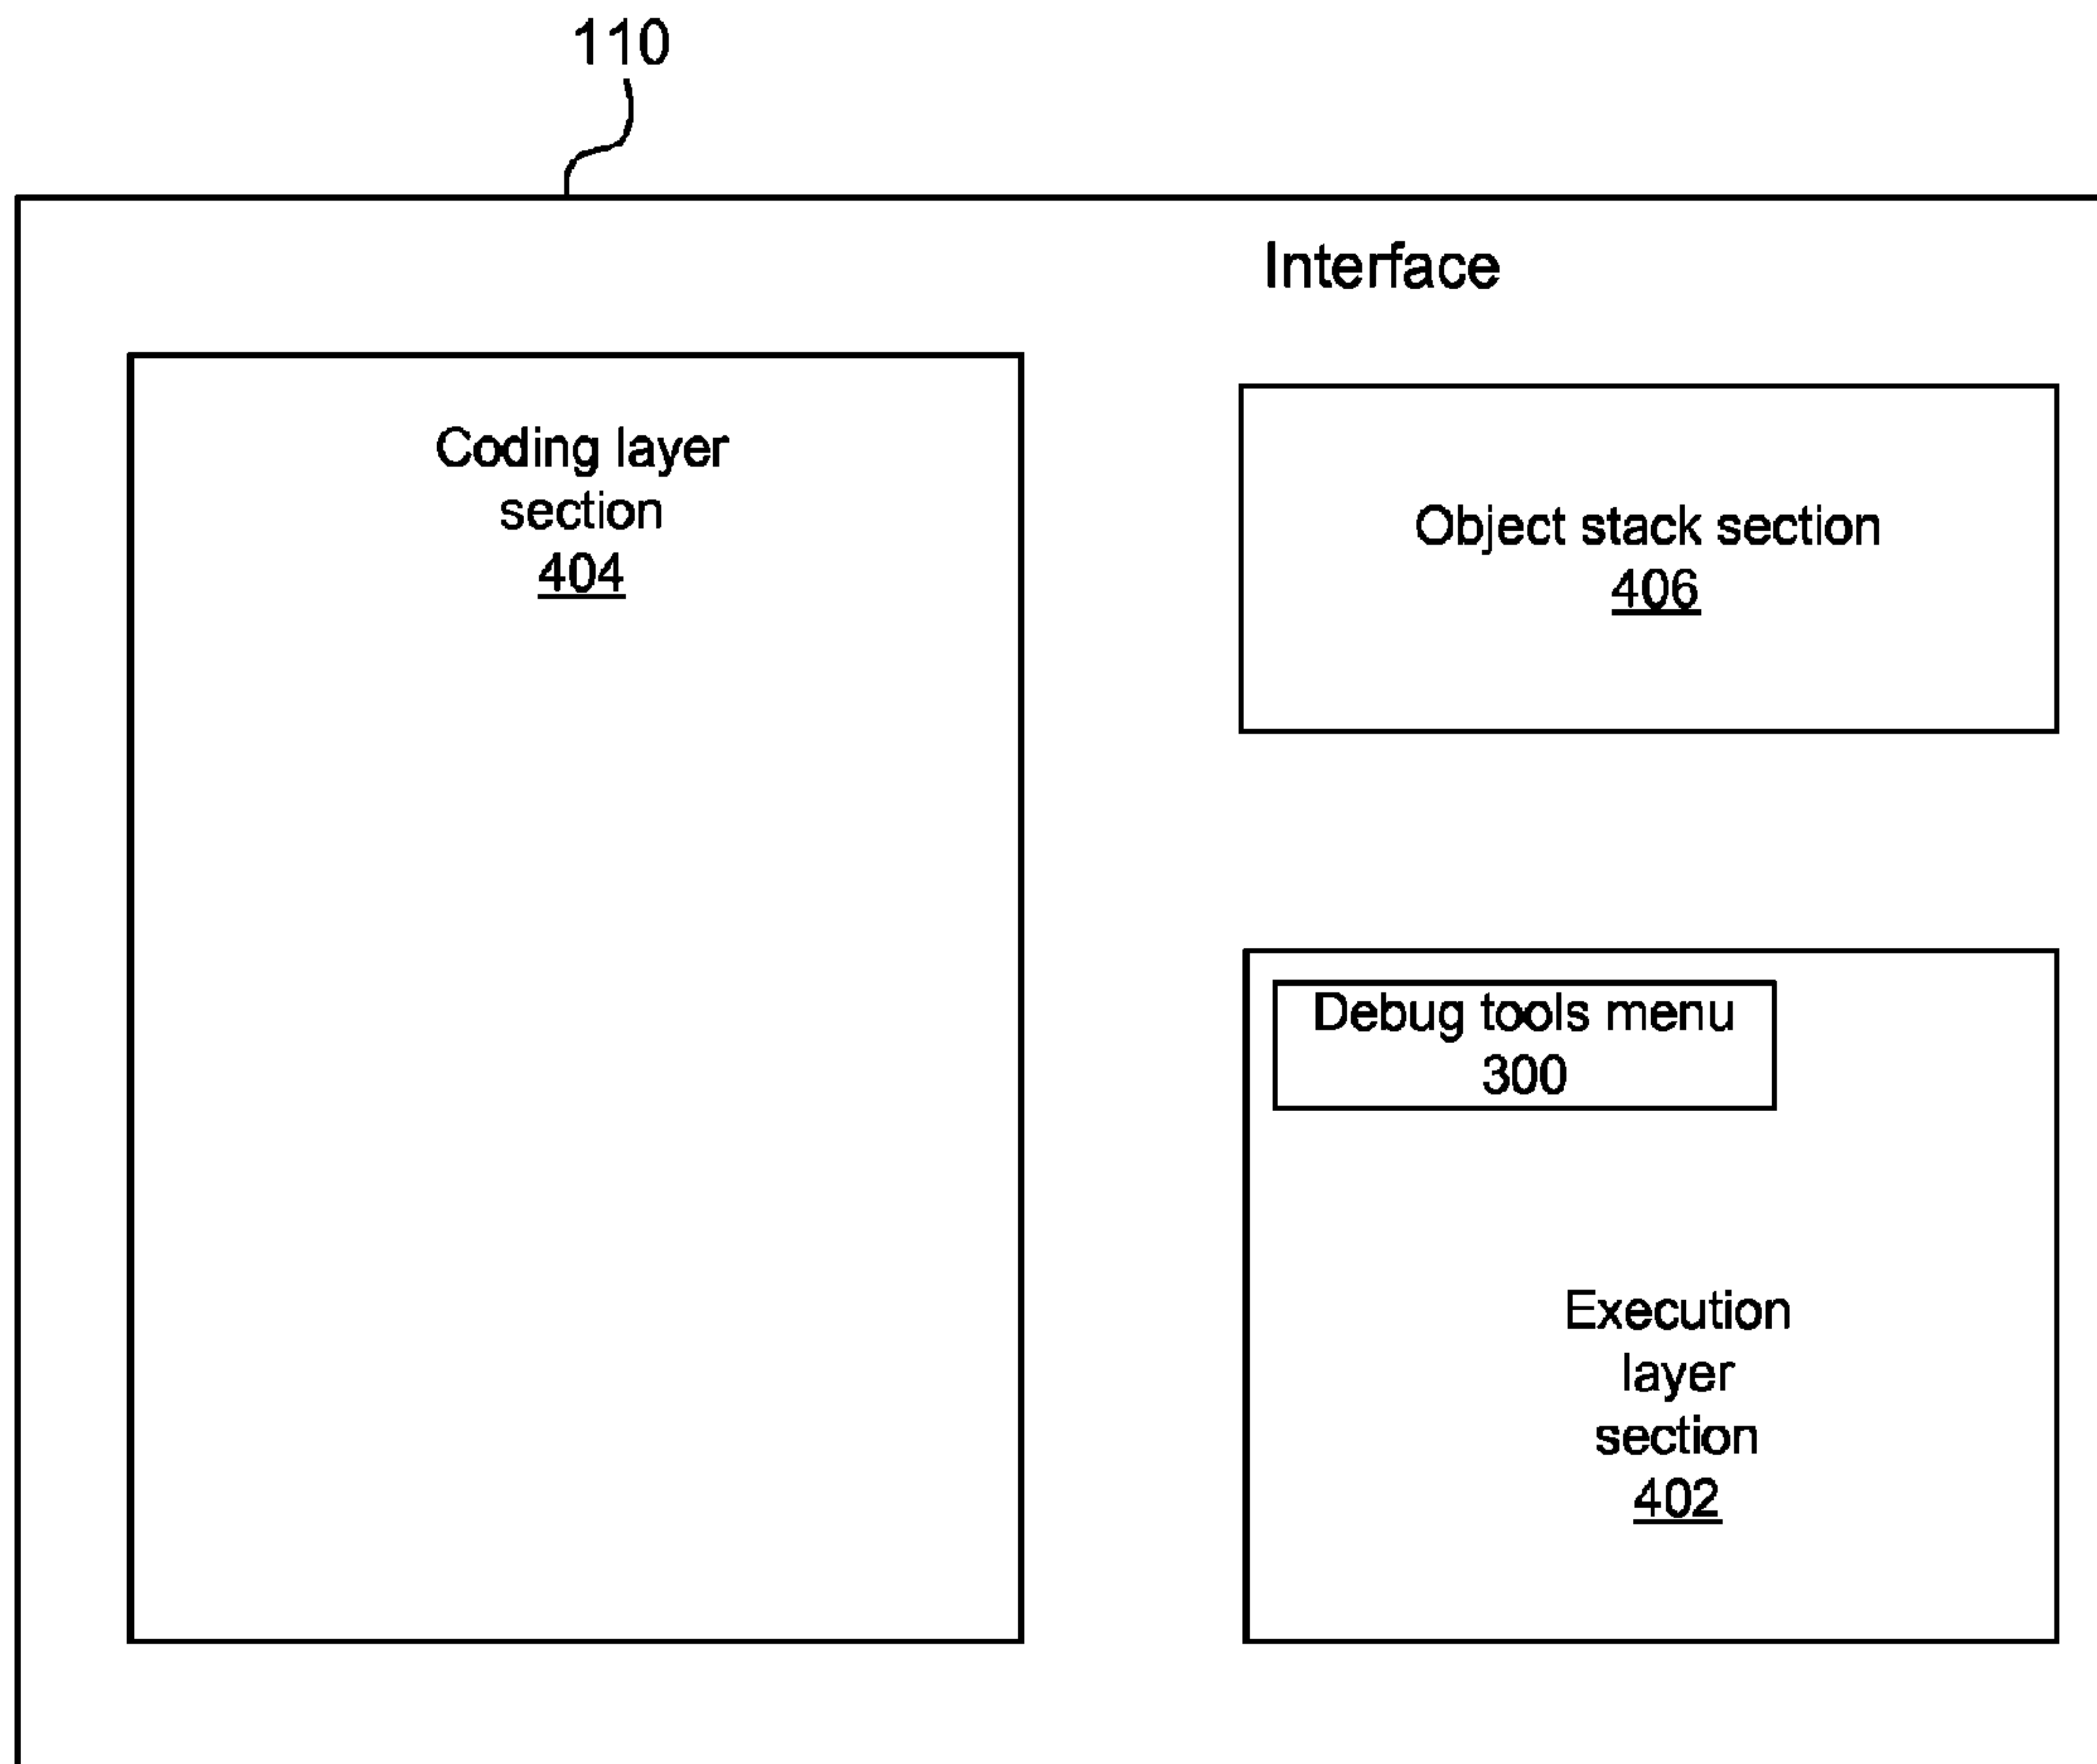 110
Interface
Coding layer
section
404
Object stack section
406
Debug tools menu
300
Execution
layer
section
402